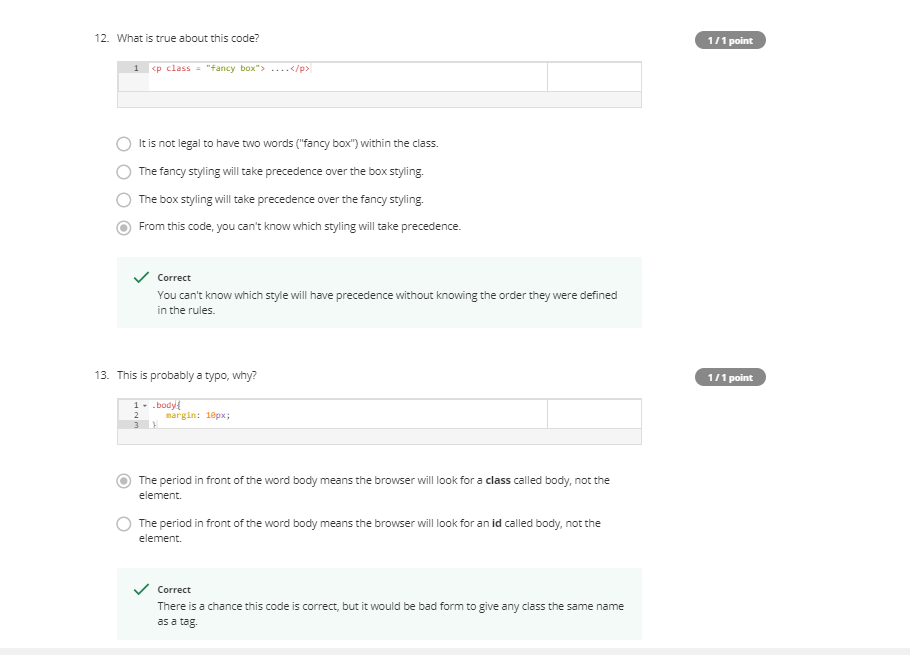 12. What is true about this code?
1 / 1 point
1 <p class = "fancy box"> ....</p>
It is not legal to have two words ("fancy box") within the class.
The fancy styling will take precedence over the box styling.
The box styling will take precedence over the fancy styling.
From this code, you can't know which styling will take precedence.
Correct
You can't know which style will have precedence without knowing the order they were defined
in the rules.
13. This is probably a typo, why?
1 / 1 point
1 .body{
2 margin: 10px;
3 }
The period in front of the word body means the browser will look for a class called body, not the
element.
The period in front of the word body means the browser will look for an id called body, not the
element.
Correct
There is a chance this code is correct, but it would be bad form to give any class the same name
as a tag.